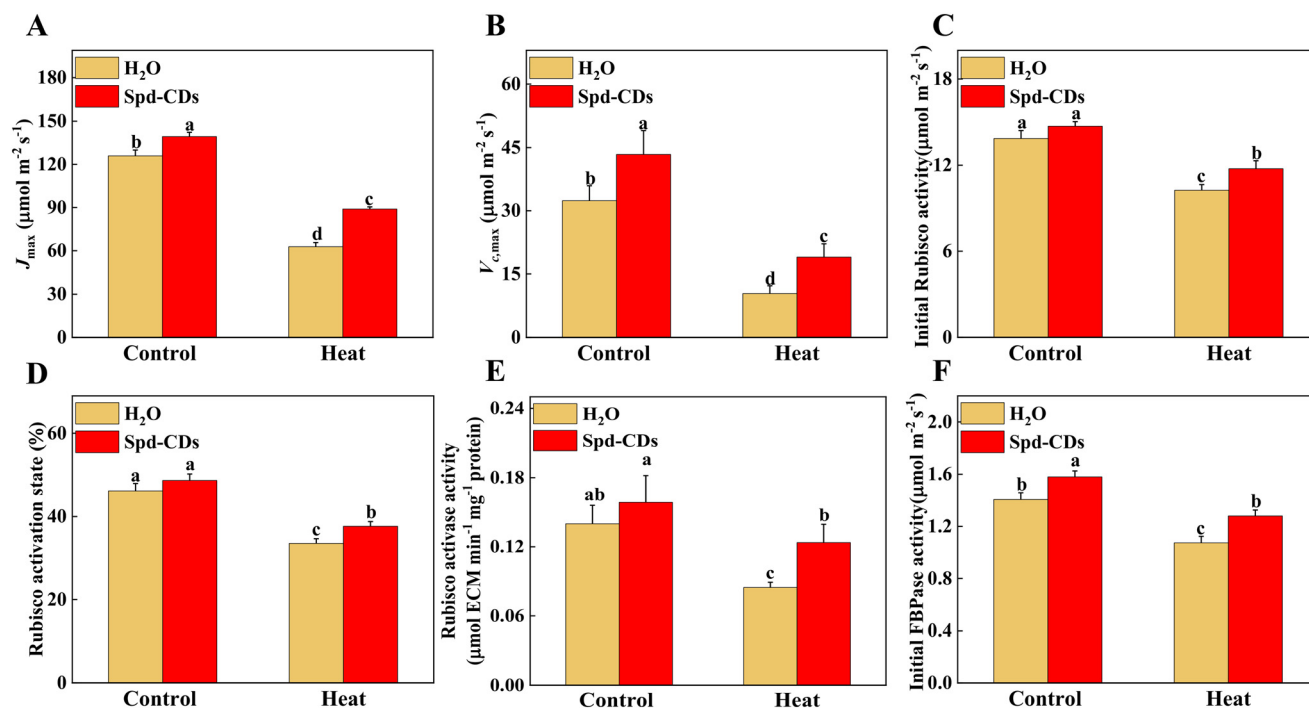 A
Jmax (μmol m⁻² s⁻¹)
180
150
120
90
60
30
0
H₂O
Spd-CDs
b
a
d
c
Control
Heat
B
Vc,max (μmol m⁻² s⁻¹)
60
45
30
15
0
H₂O
Spd-CDs
b
a
d
c
Control
Heat
C
Initial Rubisco activity(μmol m⁻² s⁻¹)
18
12
6
0
H₂O
Spd-CDs
a
a
c
b
Control
Heat
D
Rubisco activation state (%)
60
40
20
0
H₂O
Spd-CDs
a
a
c
b
Control
Heat
E
Rubisco activase activity
(μmol ECM min⁻¹ mg⁻¹ protein)
0.24
0.18
0.12
0.06
0.00
H₂O
Spd-CDs
ab
a
c
b
Control
Heat
F
Initial FBPase activity(μmol m⁻² s⁻¹)
2.0
1.6
1.2
0.8
0.4
0.0
H₂O
Spd-CDs
b
a
c
b
Control
Heat